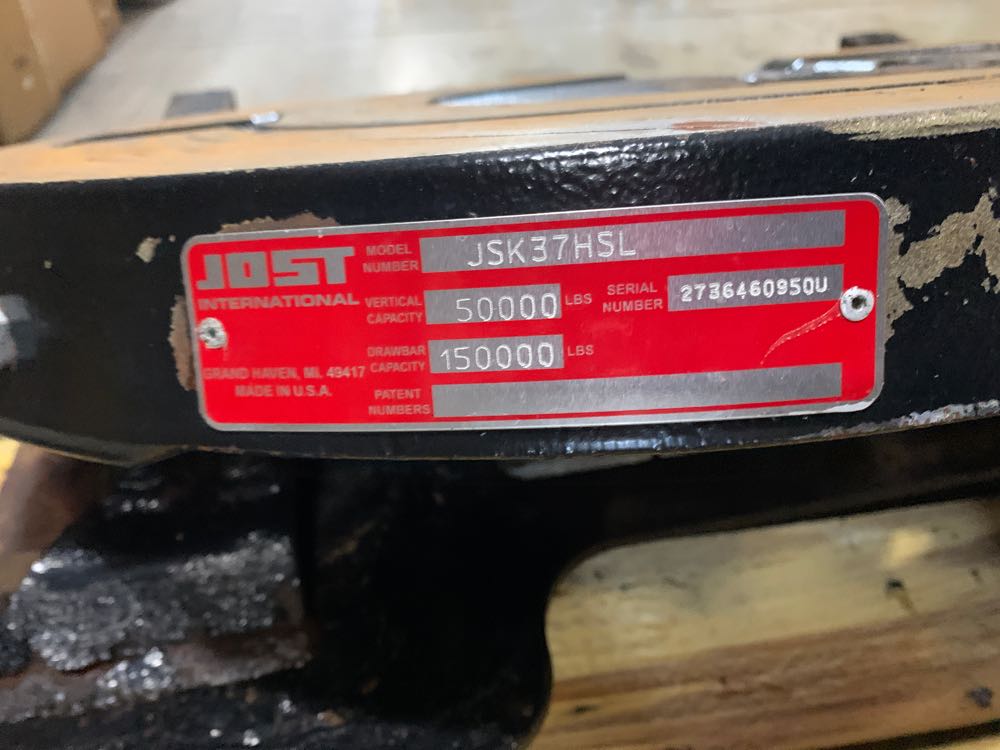 JOST
INTERNATIONAL
GRAND HAVEN, MI. 49417
MADE IN U.S.A.
MODEL
NUMBER
JSK37HSL
VERTICAL
CAPACITY
50000 LBS
SERIAL
NUMBER
2736460950U
DRAWBAR
CAPACITY
150000 LBS
PATENT
NUMBERS